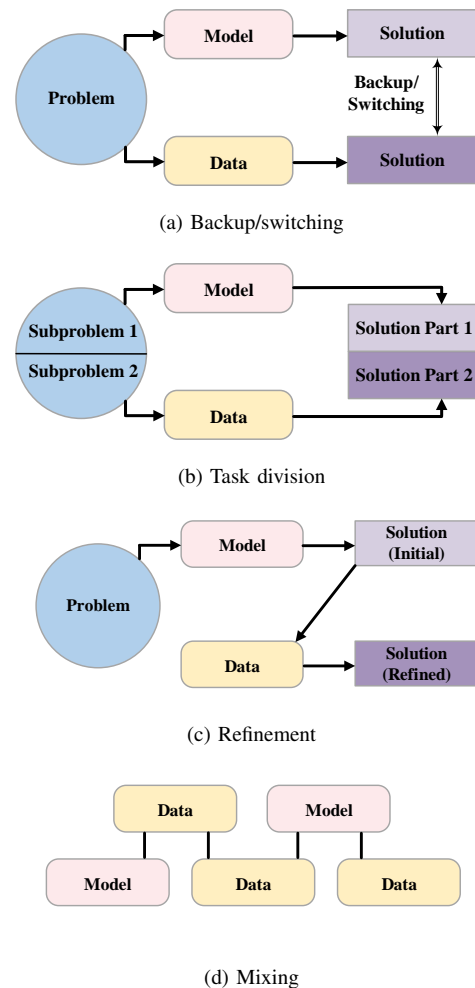 Problem
Model
Solution
Backup/
Switching
Data
Solution
(a) Backup/switching
Subproblem 1
Subproblem 2
Model
Solution Part 1
Solution Part 2
Data
(b) Task division
Problem
Model
Solution
(Initial)
Data
Solution
(Refined)
(c) Refinement
Data
Model
Model
Data
Data
(d) Mixing